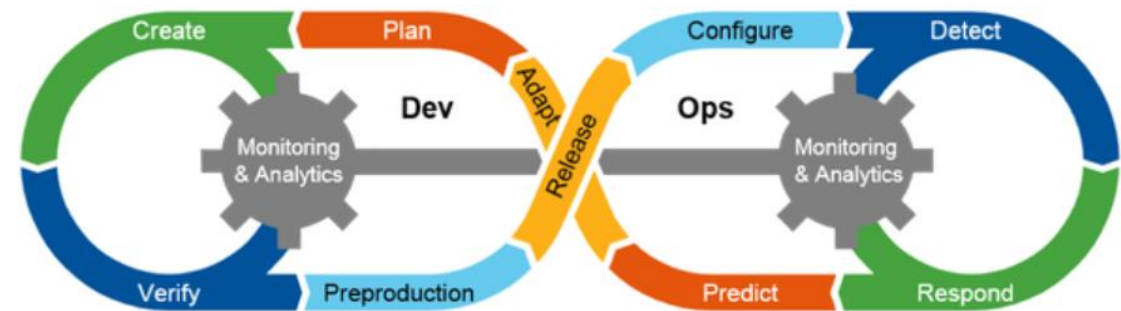 Create
Plan
Configure
Detect
Adapt
Dev
Ops
Release
Monitoring
& Analytics
Monitoring
& Analytics
Verify
Preproduction
Predict
Respond